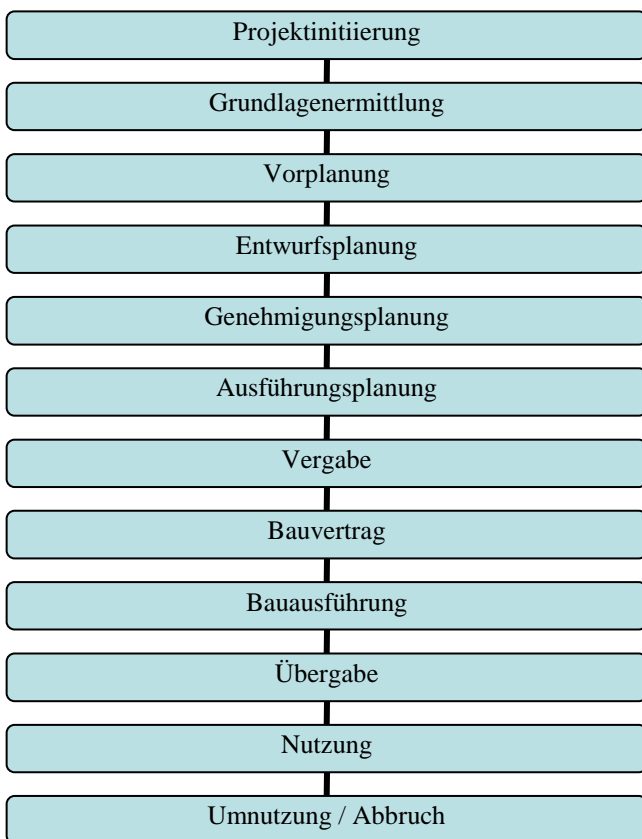 Projektinitiierung
Grundlagenermittlung
Vorplanung
Entwurfsplanung
Genehmigungsplanung
Ausführungsplanung
Vergabe
Bauvertrag
Bauausführung
Übergabe
Nutzung
Umnutzung / Abbruch